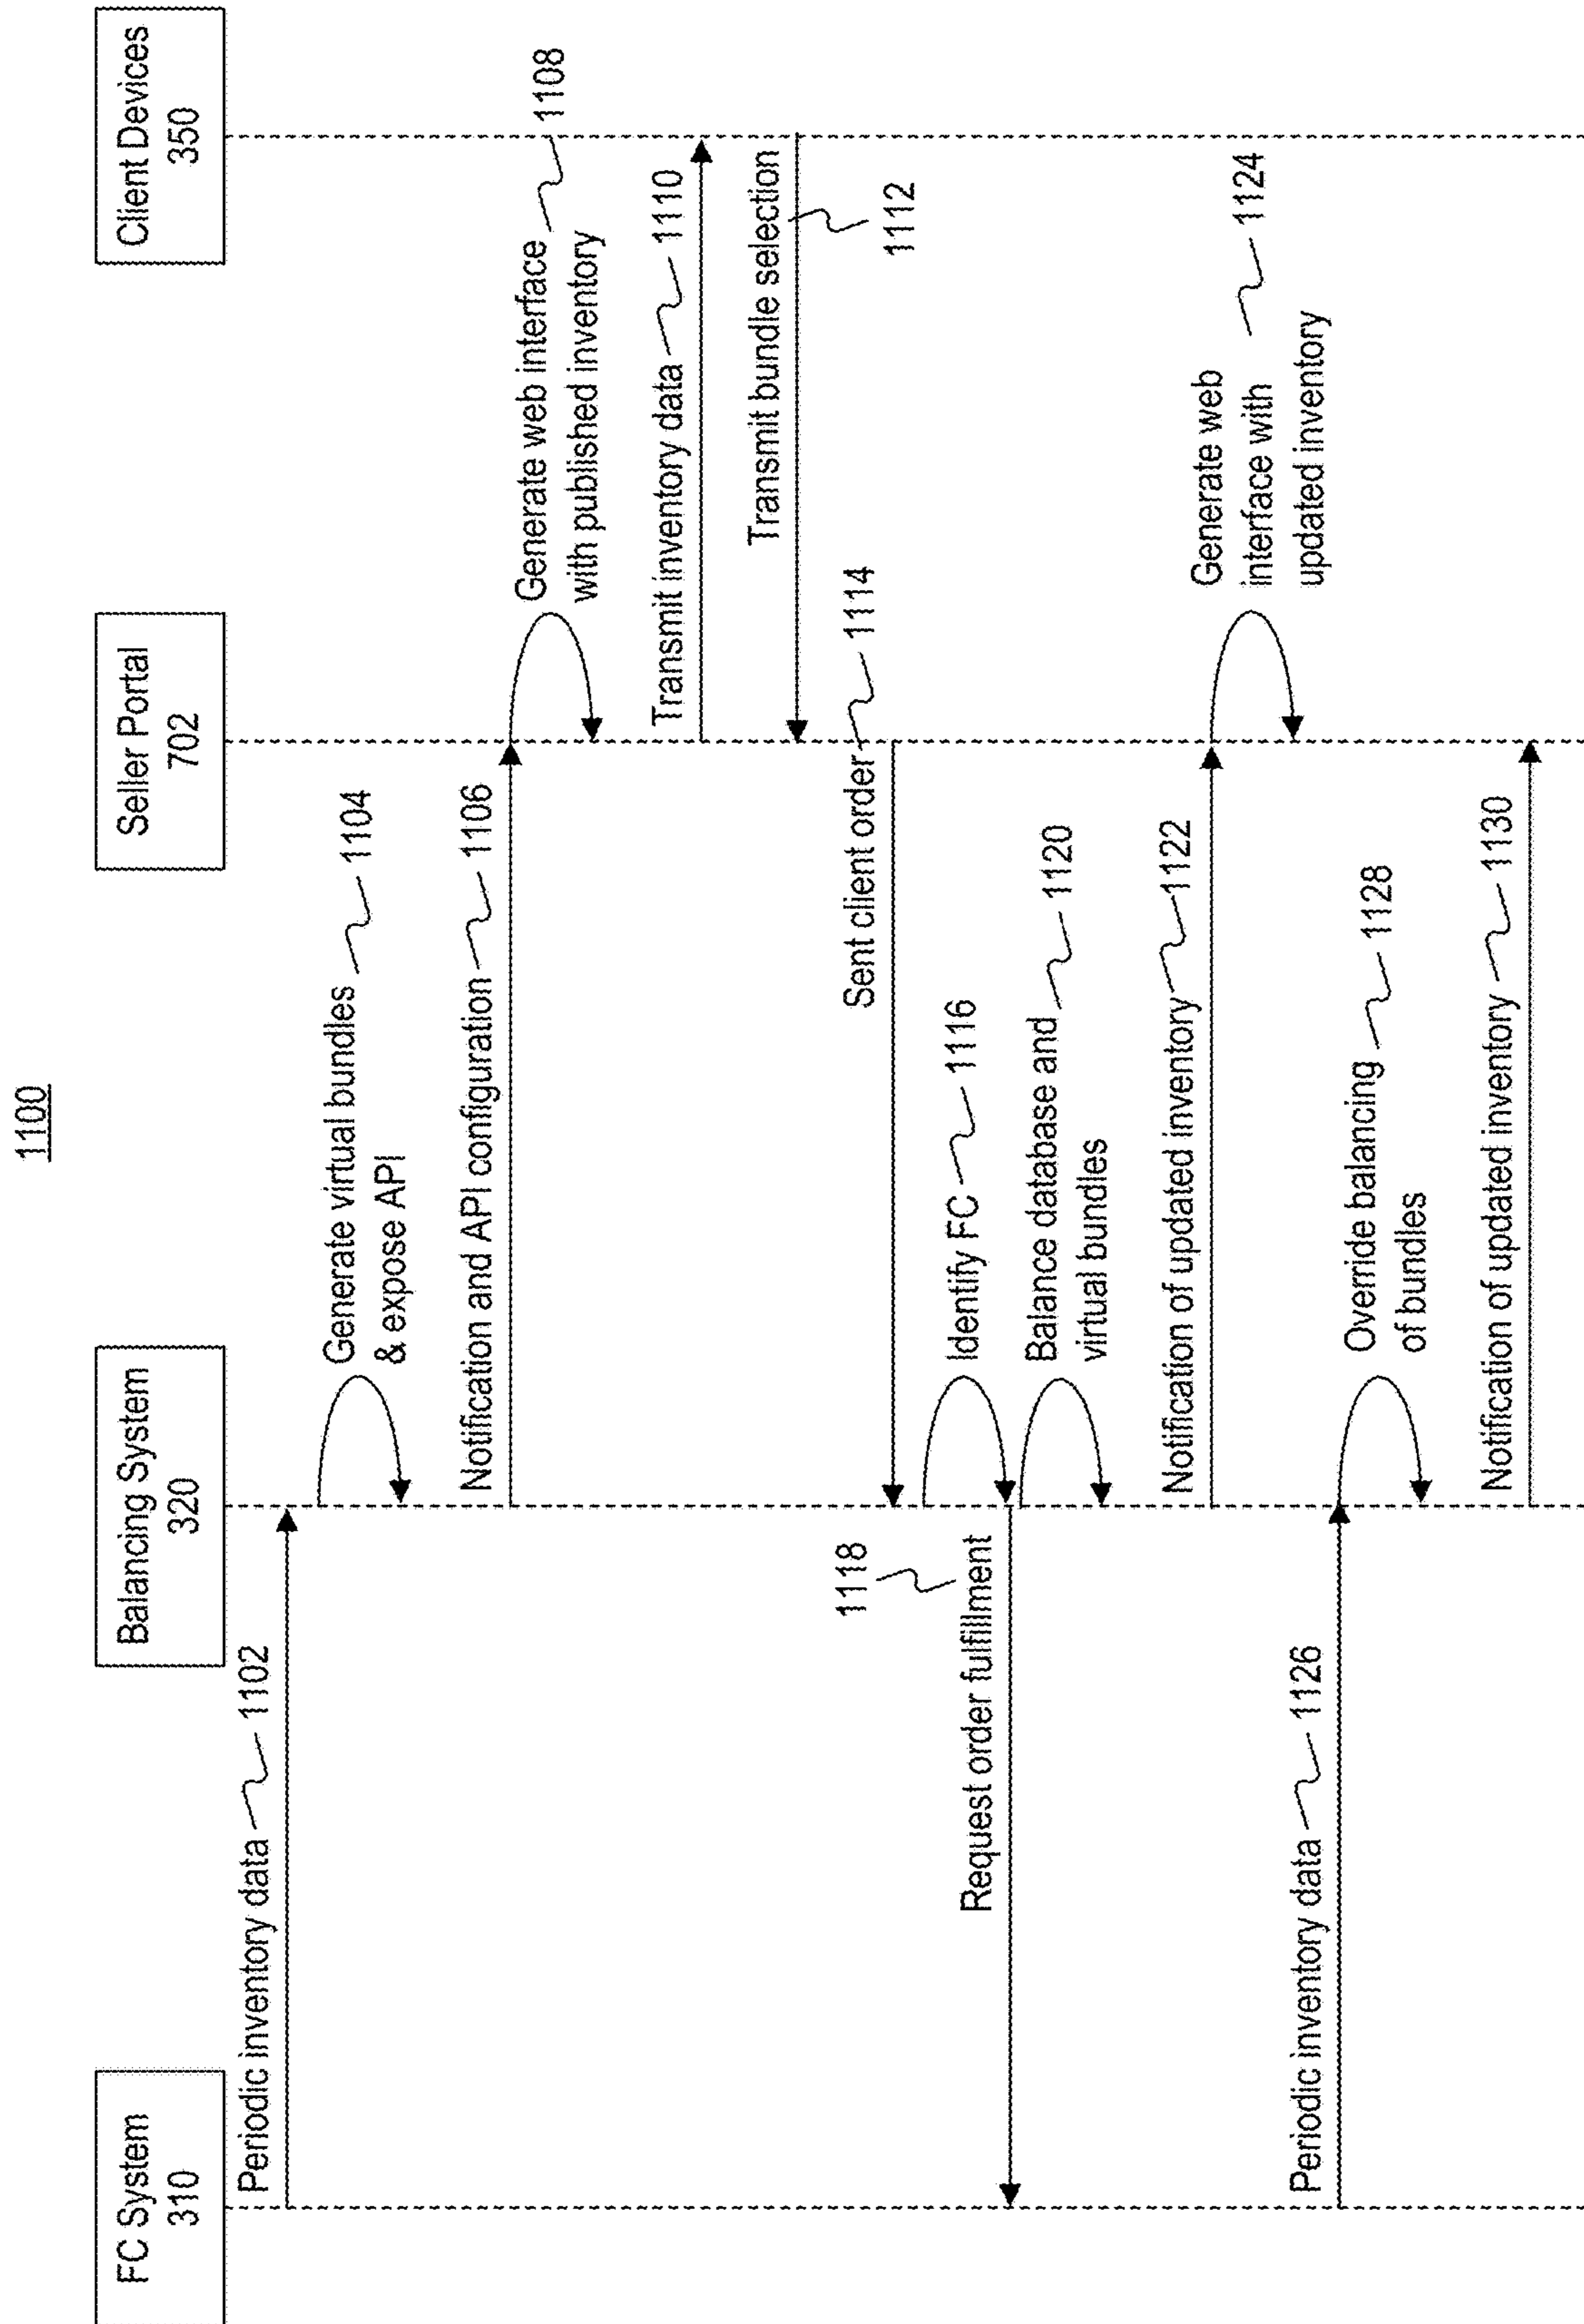 1100
FC System
310
Balancing System
320
Seller Portal
702
Client Devices
350
Periodic inventory data
1102
Generate virtual bundles
& expose API
1104
Notification and API configuration
1106
Generate web interface
with published inventory
1108
Transmit inventory data
1110
Transmit bundle selection
1112
Sent client order
1114
Identify FC
1116
1118
Request order fulfillment
Balance database and
virtual bundles
1120
Notification of updated inventory
1122
Generate web
interface with
updated inventory
1124
Periodic inventory data
1126
Override balancing
of bundles
1128
Notification of updated inventory
1130